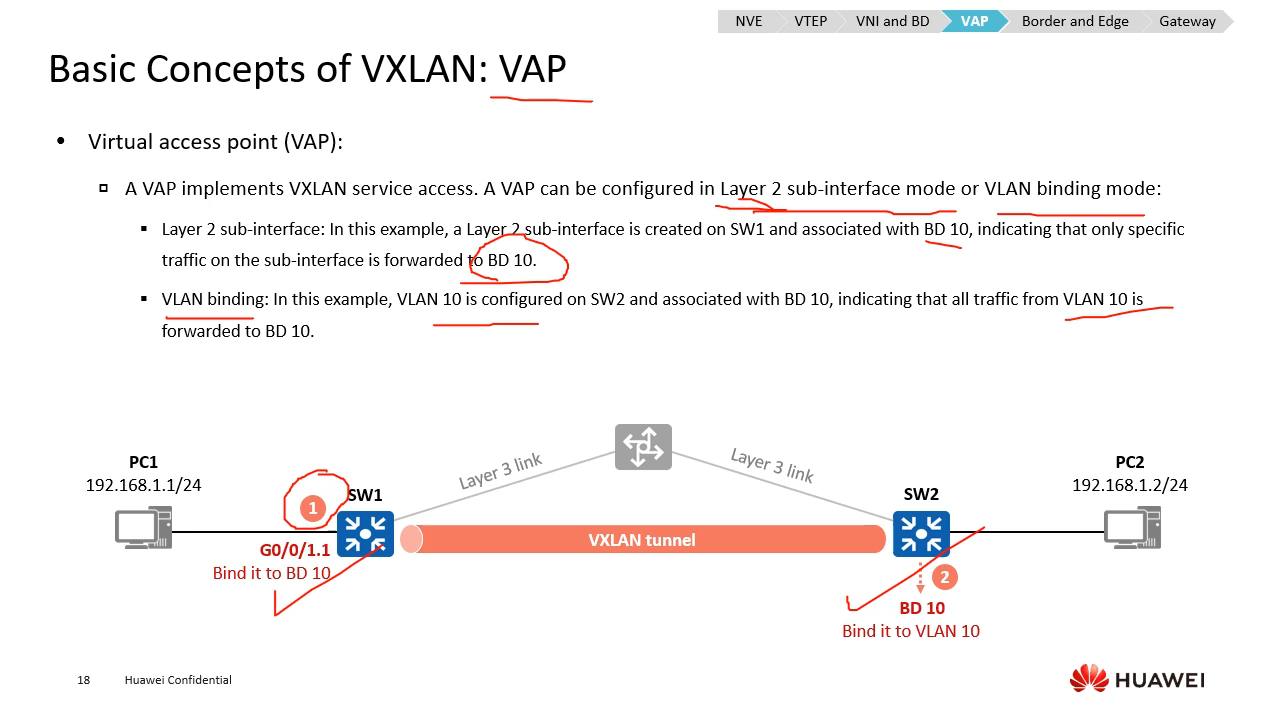 NVE VTEP VNI and BD VAP Border and Edge Gateway
Basic Concepts of VXLAN: VAP
• Virtual access point (VAP):
A VAP implements VXLAN service access. A VAP can be configured in Layer 2 sub-interface mode or VLAN binding mode:
▪ Layer 2 sub-interface: In this example, a Layer 2 sub-interface is created on SW1 and associated with BD 10, indicating that only specific
traffic on the sub-interface is forwarded to BD 10.
▪ VLAN binding: In this example, VLAN 10 is configured on SW2 and associated with BD 10, indicating that all traffic from VLAN 10 is
forwarded to BD 10.
PC1
192.168.1.1/24
Layer 3 link
Layer 3 link
PC2
192.168.1.2/24
1
SW1
SW2
VXLAN tunnel
G0/0/1.1
Bind it to BD 10
2
BD 10
Bind it to VLAN 10
18 Huawei Confidential
HUAWEI